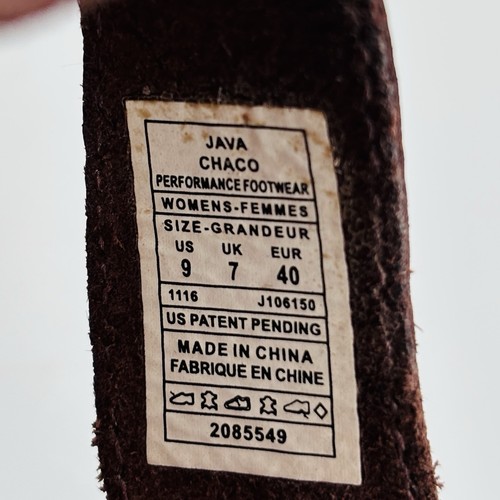 JAVA
CHACO
PERFORMANCE FOOTWEAR
WOMENS-FEMMES
SIZE-GRANDEUR
US UK EUR
9 7 40
1116 J106150
US PATENT PENDING
MADE IN CHINA
FABRIQUE EN CHINE
2085549